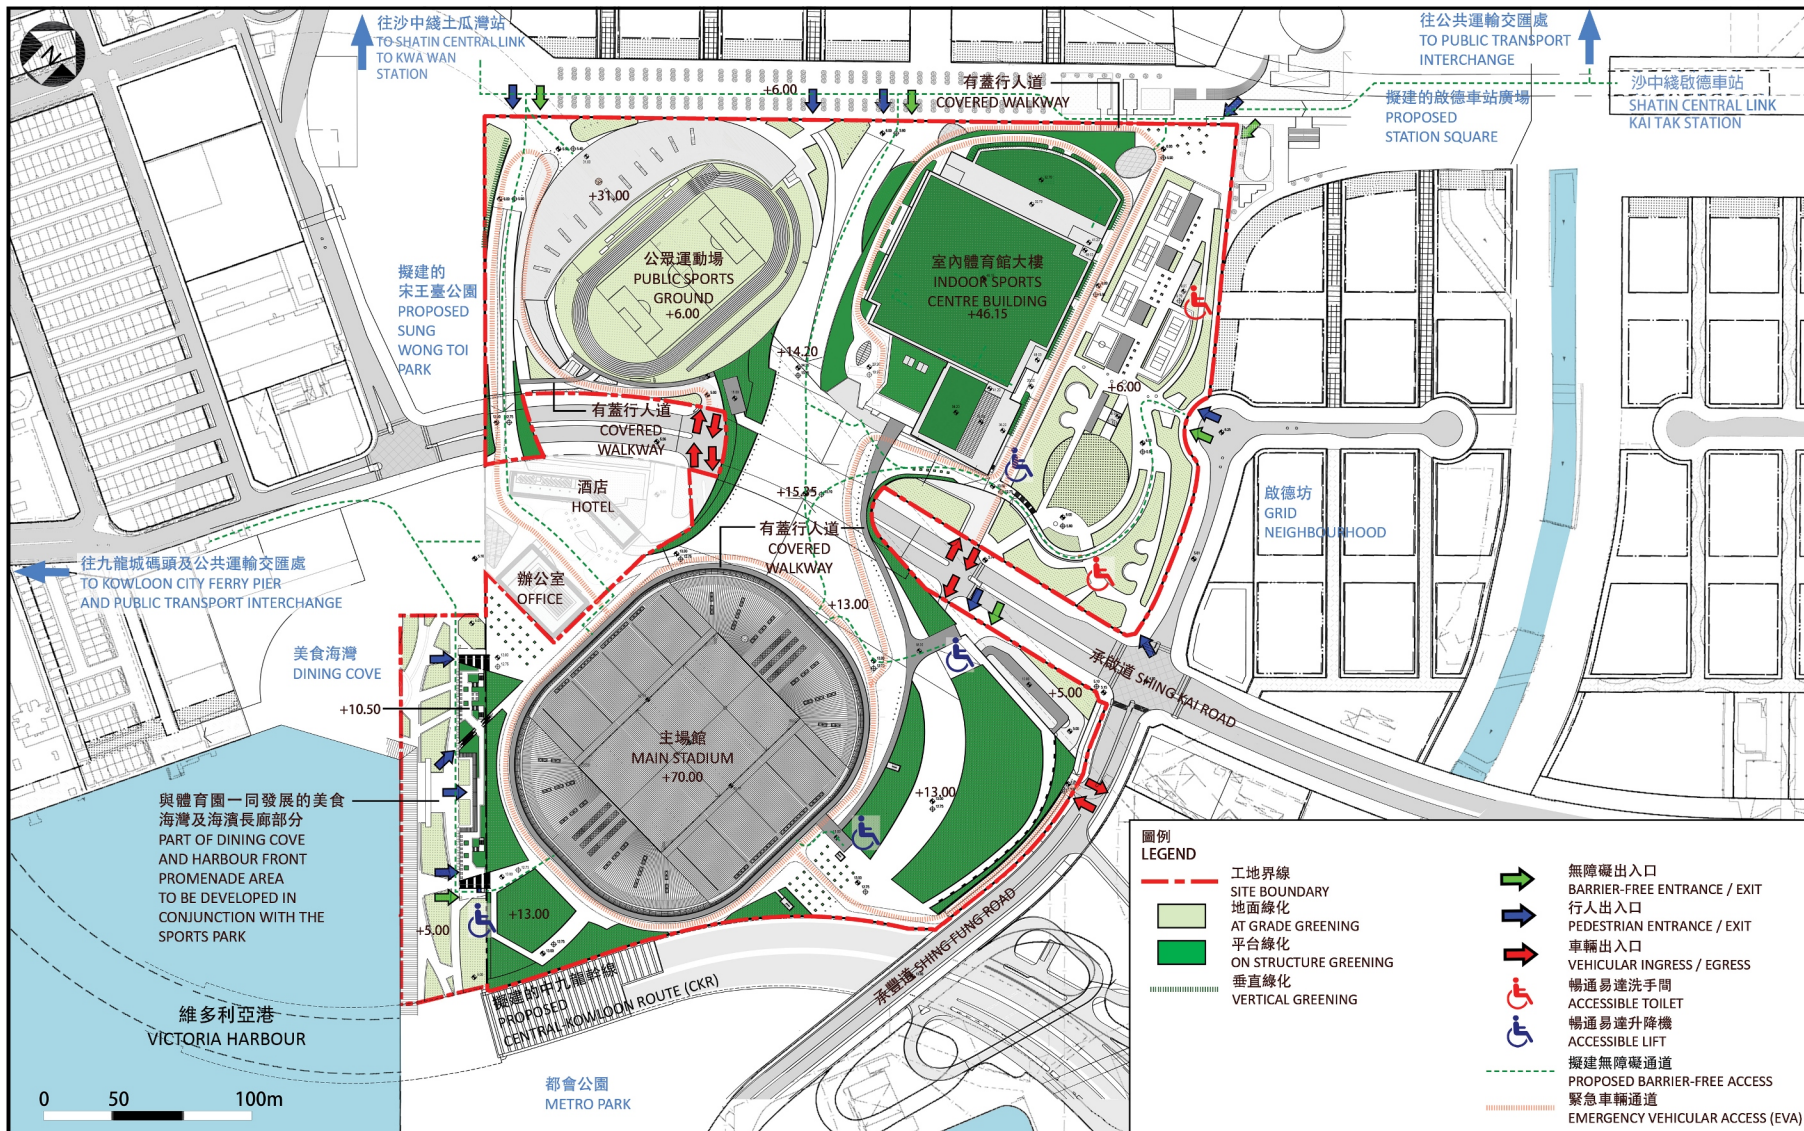 往沙中綫土瓜灣站
TO SHATIN CENTRAL LINK
TO KWA WAN
STATION
往公共運輸交匯處
TO PUBLIC TRANSPORT
INTERCHANGE
沙中綫啟德車站
SHATIN CENTRAL LINK
KAI TAK STATION
擬建的啟德車站廣場
PROPOSED
STATION SQUARE
有蓋行人道
COVERED WALKWAY
+6.00
N
+31.00
公眾運動場
PUBLIC SPORTS
GROUND
+6.00
室內體育館大樓
INDOOR SPORTS
CENTRE BUILDING
+46.15
擬建的
宋王臺公園
PROPOSED
SUNG
WONG TOI
PARK
+14.20
+6.00
有蓋行人道
COVERED
WALKWAY
酒店
HOTEL
+15.35
有蓋行人道
COVERED
WALKWAY
啟德坊
GRID
NEIGHBOURHOOD
往九龍城碼頭及公共運輸交匯處
TO KOWLOON CITY FERRY PIER
AND PUBLIC TRANSPORT INTERCHANGE
辦公室
OFFICE
+13.00
美食海灣
DINING COVE
+10.50
承啟道 SHING KAI ROAD
+5.00
主場館
MAIN STADIUM
+70.00
+13.00
與體育園一同發展的美食
海灣及海濱長廊部分
PART OF DINING COVE
AND HARBOUR FRONT
PROMENADE AREA
TO BE DEVELOPED IN
CONJUNCTION WITH THE
SPORTS PARK
+13.00
+5.00
承豐道 SHING FUNG ROAD
擬建的中九龍幹線
PROPOSED
CENTRAL KOWLOON ROUTE (CKR)
維多利亞港
VICTORIA HARBOUR
都會公園
METRO PARK
0 50 100m
圖例
LEGEND
工地界線
SITE BOUNDARY
地面綠化
AT GRADE GREENING
平台綠化
ON STRUCTURE GREENING
垂直綠化
VERTICAL GREENING
無障礙出入口
BARRIER-FREE ENTRANCE / EXIT
行人出入口
PEDESTRIAN ENTRANCE / EXIT
車輛出入口
VEHICULAR INGRESS / EGRESS
暢通易達洗手間
ACCESSIBLE TOILET
暢通易達升降機
ACCESSIBLE LIFT
擬建無障礙通道
PROPOSED BARRIER-FREE ACCESS
緊急車輛通道
EMERGENCY VEHICULAR ACCESS (EVA)